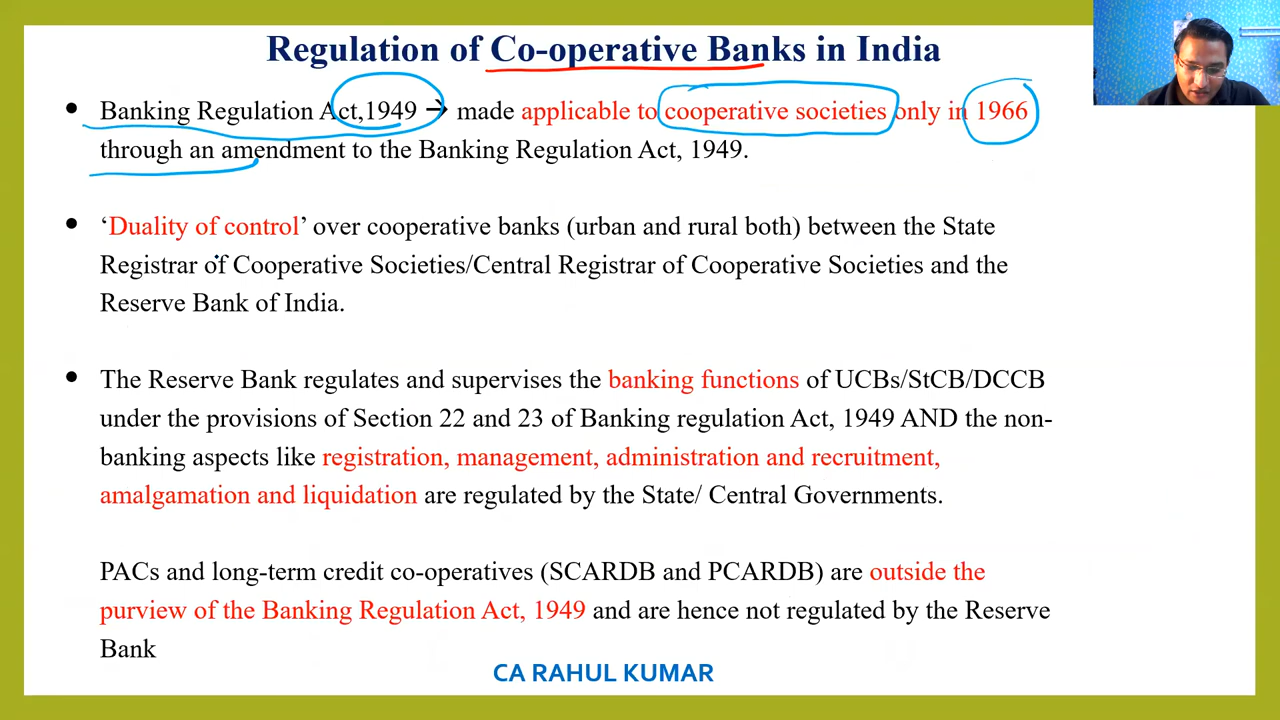 Regulation of Co-operative Banks in India
• Banking Regulation Act,1949 → made applicable to cooperative societies only in 1966
through an amendment to the Banking Regulation Act, 1949.
• ‘Duality of control’ over cooperative banks (urban and rural both) between the State
Registrar of Cooperative Societies/Central Registrar of Cooperative Societies and the
Reserve Bank of India.
• The Reserve Bank regulates and supervises the banking functions of UCBs/StCB/DCCB
under the provisions of Section 22 and 23 of Banking regulation Act, 1949 AND the non-
banking aspects like registration, management, administration and recruitment,
amalgamation and liquidation are regulated by the State/ Central Governments.
PACs and long-term credit co-operatives (SCARDB and PCARDB) are outside the
purview of the Banking Regulation Act, 1949 and are hence not regulated by the Reserve
Bank
CA RAHUL KUMAR